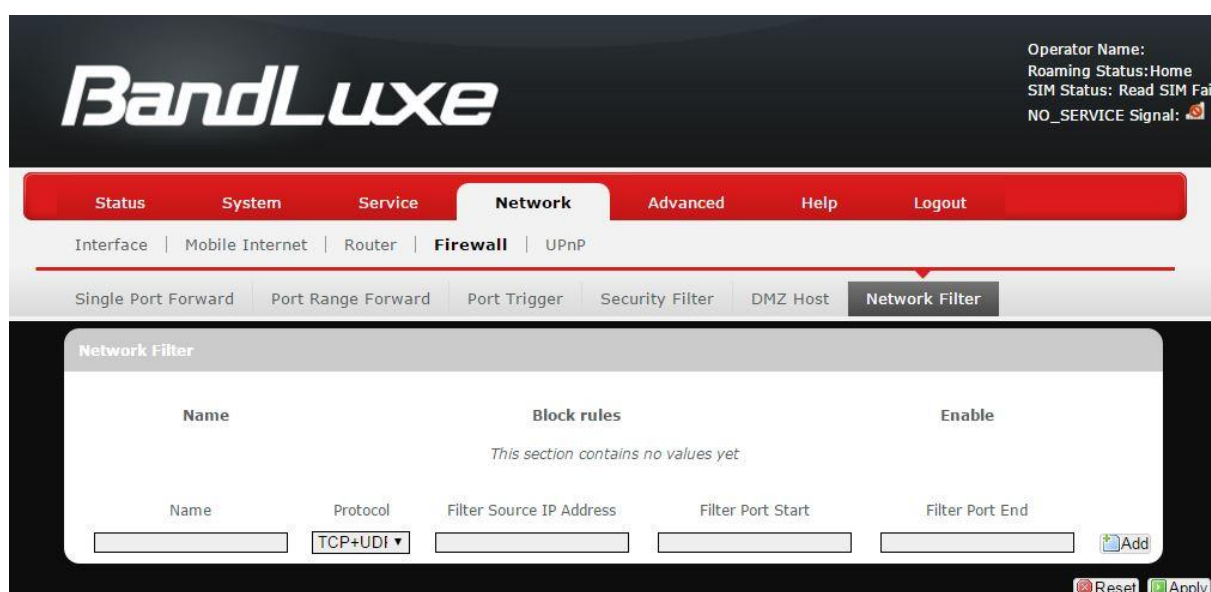 BandLuxe
Operator Name:
Roaming Status:Home
SIM Status: Read SIM Fai
NO_SERVICE Signal:
Status System Service Network Advanced Help Logout
Interface | Mobile Internet | Router | Firewall | UPnP
Single Port Forward Port Range Forward Port Trigger Security Filter DMZ Host Network Filter
Network Filter
Name Block rules Enable
This section contains no values yet
Name Protocol Filter Source IP Address Filter Port Start Filter Port End
TCP+UDF Add
Reset Apply